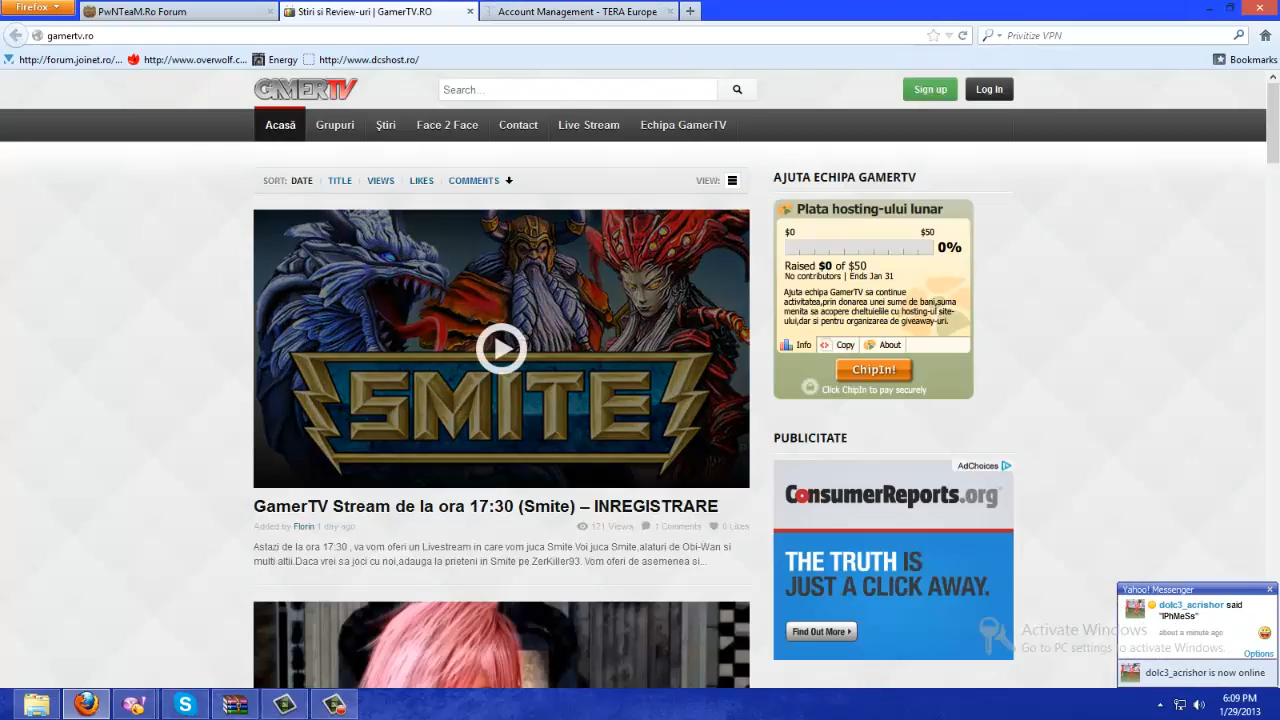 Firefox
PwNTeaM.Ro Forum
Stiri si Review-uri | GamerTV.RO
Account Management - TERA Europe
gamertv.ro
Privitize VPN
http://forum.joinet.ro/...
http://www.overwolf.c...
Energy
http://www.dcshost.ro/
Bookmarks
GAMERTV
Search...
Sign up
Log In
Acasă
Grupuri
Ştiri
Face 2 Face
Contact
Live Stream
Echipa GamerTV
SORT: DATE
TITLE
VIEWS
LIKES
COMMENTS
VIEW:
SMITE
GamerTV Stream de la ora 17:30 (Smite) – INREGISTRARE
Added by Florin 1 day ago
121 Views
1 Comments
0 Likes
Astazi de la ora 17:30 , va vom oferi un Livestream in care vom juca Smite.Voi juca Smite,alaturi de Obi-Wan si
multi altii.Daca vrei sa joci cu noi,adauga la prieteni in Smite pe ZerKiller93. Vom oferi de asemenea si...
AJUTA ECHIPA GAMERTV
Plata hosting-ului lunar
$0
$50
0%
Raised $0 of $50
No contributors | Ends Jan 31
Ajuta echipa GamerTV sa continue
activitatea,prin donarea unei sume de bani,suma
menita sa acopere cheltuielile cu hosting-ul site-
ului,dar si pentru organizarea de giveaway-uri.
Info
Copy
About
ChipIn!
Click ChipIn to pay securely
PUBLICITATE
AdChoices
ConsumerReports.org
THE TRUTH IS
JUST A CLICK AWAY.
Find Out More
Activate Windows
Go to PC settings to activate Windows.
Yahoo! Messenger
dolc3_acrishor said
"IPhMeSs"
about a minute ago
Options
dolc3_acrishor is now online
6:09 PM
1/29/2013